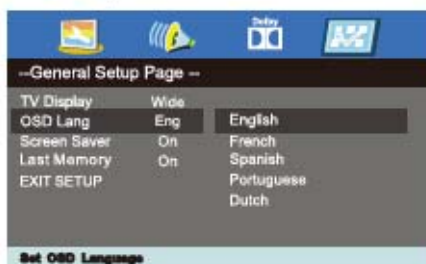 Dolby
--General Setup Page --
TV Display Wide
OSD Lang Eng English
Screen Saver On French
Last Memory On Spanish
EXIT SETUP Portuguese
Dutch
Set OSD Language